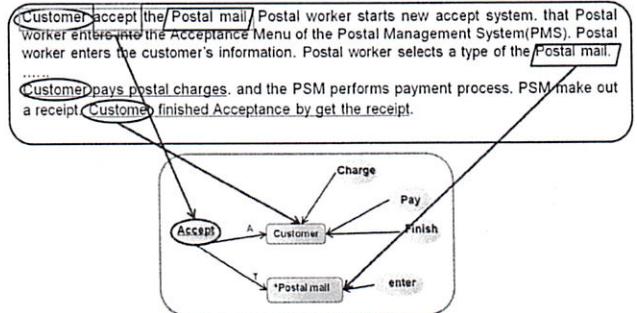 Customer accept the Postal mail. Postal worker starts new accept system. that Postal
worker enters into the Acceptance Menu of the Postal Management System(PMS). Postal
worker enters the customer's information. Postal worker selects a type of the Postal mail.
......
Customer pays postal charges. and the PSM performs payment process. PSM make out
a receipt. Customer finished Acceptance by get the receipt.
Charge
Pay
Accept
A
Customer
Finish
T
*Postal mail
enter